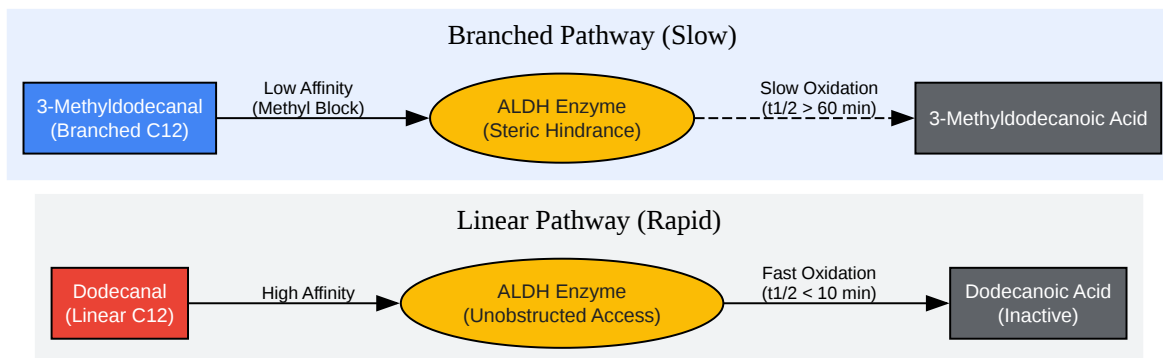 Branched Pathway (Slow)
3-Methyldodecanal
(Branched C12)
Low Affinity
(Methyl Block)
ALDH Enzyme
(Steric Hindrance)
Slow Oxidation
(t1/2 > 60 min)
3-Methyldodecanoic Acid
Linear Pathway (Rapid)
Dodecanal
(Linear C12)
High Affinity
ALDH Enzyme
(Unobstructed Access)
Fast Oxidation
(t1/2 < 10 min)
Dodecanoic Acid
(Inactive)